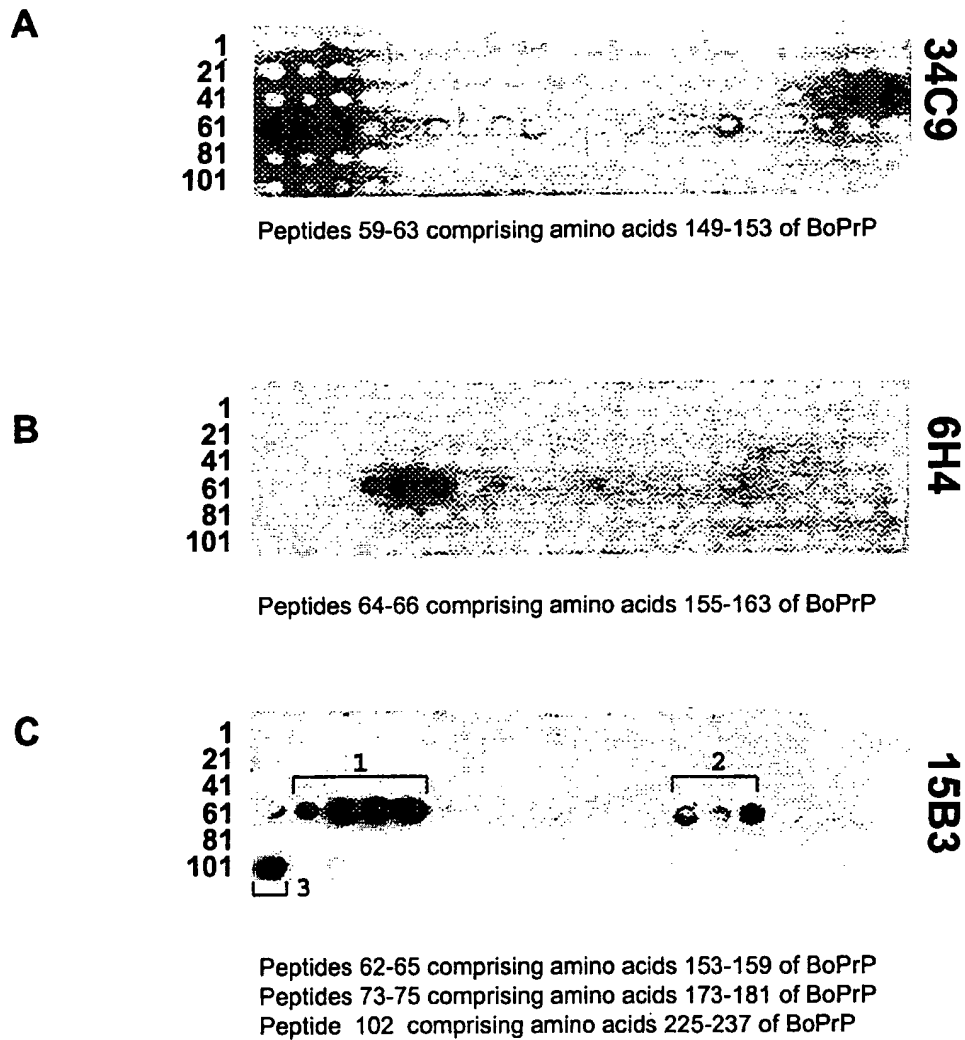 A
1
21
41
61
81
101
34C9
Peptides 59-63 comprising amino acids 149-153 of BoPrP
B
1
21
41
61
81
101
6H4
Peptides 64-66 comprising amino acids 155-163 of BoPrP
C
1
21
41
61
81
101
1
2
3
15B3
Peptides 62-65 comprising amino acids 153-159 of BoPrP
Peptides 73-75 comprising amino acids 173-181 of BoPrP
Peptide 102 comprising amino acids 225-237 of BoPrP